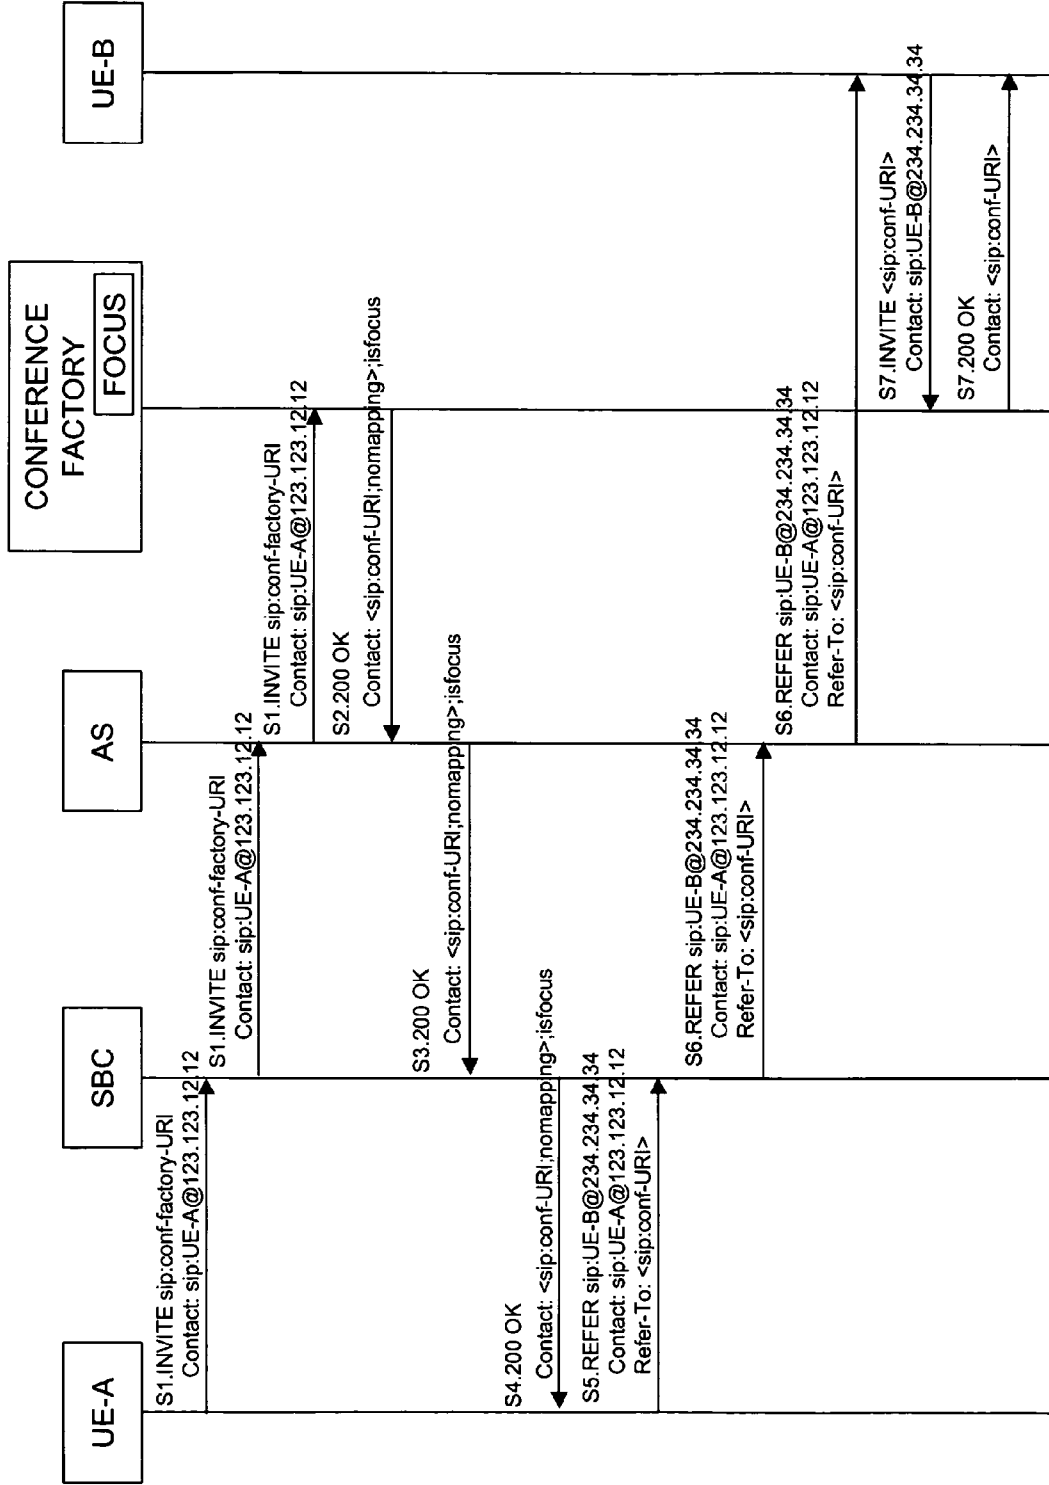 UE-A
SBC
AS
CONFERENCE
FACTORY
FOCUS
UE-B
S1.INVITE sip:conf-factory-URI
Contact: sip:UE-A@123.123.12.12
S1.INVITE sip:conf-factory-URI
Contact: sip:UE-A@123.123.12.12
S1.INVITE sip:conf-factory-URI
Contact: sip:UE-A@123.123.12.12
S2.200 OK
Contact: <sip:conf-URI;nomapping>;isfocus
S3.200 OK
Contact: <sip:conf-URI;nomapping>;isfocus
S4.200 OK
Contact: <sip:conf-URI;nomapping>;isfocus
S5.REFER sip:UE-B@234.234.34.34
Contact: sip:UE-A@123.123.12.12
Refer-To: <sip:conf-URI>
S6.REFER sip:UE-B@234.234.34.34
Contact: sip:UE-A@123.123.12.12
Refer-To: <sip:conf-URI>
S6.REFER sip:UE-B@234.234.34.34
Contact: sip:UE-A@123.123.12.12
Refer-To: <sip:conf-URI>
S7.INVITE <sip:conf-URI>
Contact: sip:UE-B@234.234.34.34
S7.200 OK
Contact: <sip:conf-URI>